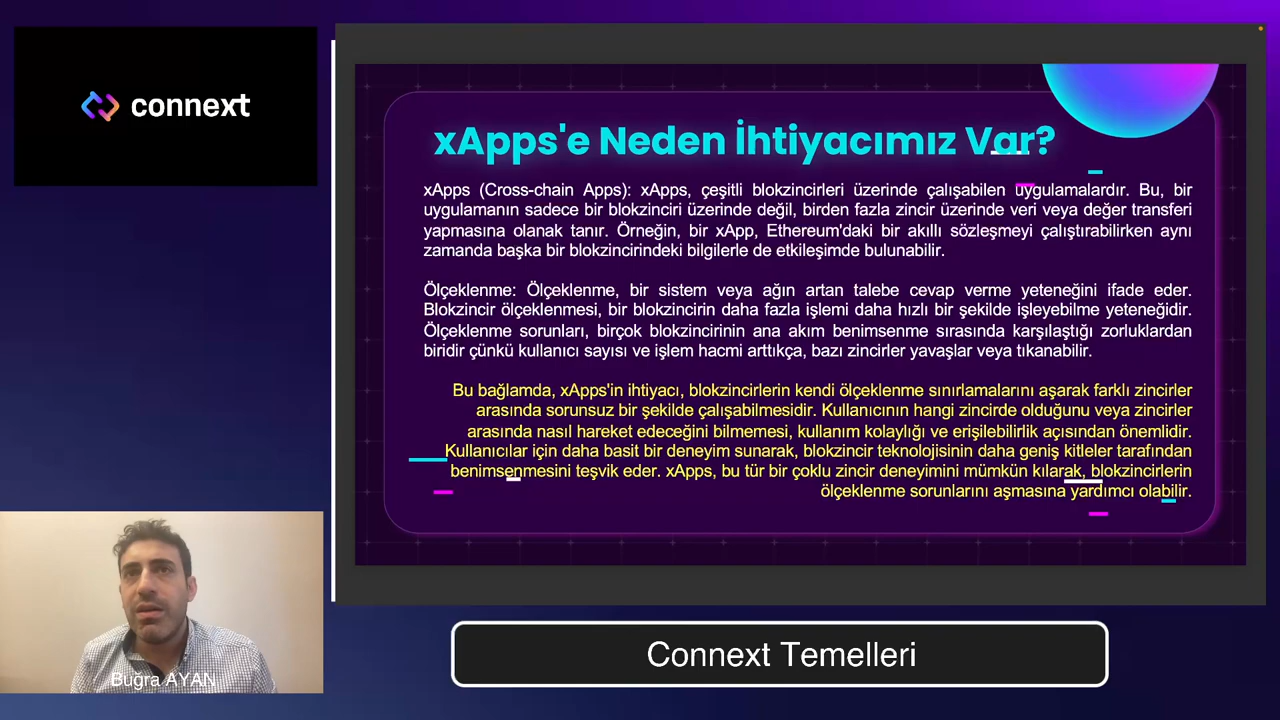 connext
xApps'e Neden İhtiyacımız Var?
xApps (Cross-chain Apps): xApps, çeşitli blokzincirleri üzerinde çalışabilen uygulamalardır. Bu, bir
uygulamanın sadece bir blokzinciri üzerinde değil, birden fazla zincir üzerinde veri veya değer transferi
yapmasına olanak tanır. Örneğin, bir xApp, Ethereum'daki bir akıllı sözleşmeyi çalıştırabilirken aynı
zamanda başka bir blokzincirindeki bilgilerle de etkileşimde bulunabilir.
Ölçeklenme: Ölçeklenme, bir sistem veya ağın artan talebe cevap verme yeteneğini ifade eder.
Blokzincir ölçeklenmesi, bir blokzincirin daha fazla işlemi daha hızlı bir şekilde işleyebilme yeteneğidir.
Ölçeklenme sorunları, birçok blokzincirinin ana akım benimsenme sırasında karşılaştığı zorluklardan
biridir çünkü kullanıcı sayısı ve işlem hacmi arttıkça, bazı zincirler yavaşlar veya tıkanabilir.
Bu bağlamda, xApps'in ihtiyacı, blokzincirlerin kendi ölçeklenme sınırlamalarını aşarak farklı zincirler
arasında sorunsuz bir şekilde çalışabilmesidir. Kullanıcının hangi zincirde olduğunu veya zincirler
arasında nasıl hareket edeceğini bilmemesi, kullanım kolaylığı ve erişilebilirlik açısından önemlidir.
Kullanıcılar için daha basit bir deneyim sunarak, blokzincir teknolojisinin daha geniş kitleler tarafından
benimsenmesini teşvik eder. xApps, bu tür bir çoklu zincir deneyimini mümkün kılarak, blokzincirlerin
ölçeklenme sorunlarını aşmasına yardımcı olabilir.
Buğra AYAN
Connext Temelleri